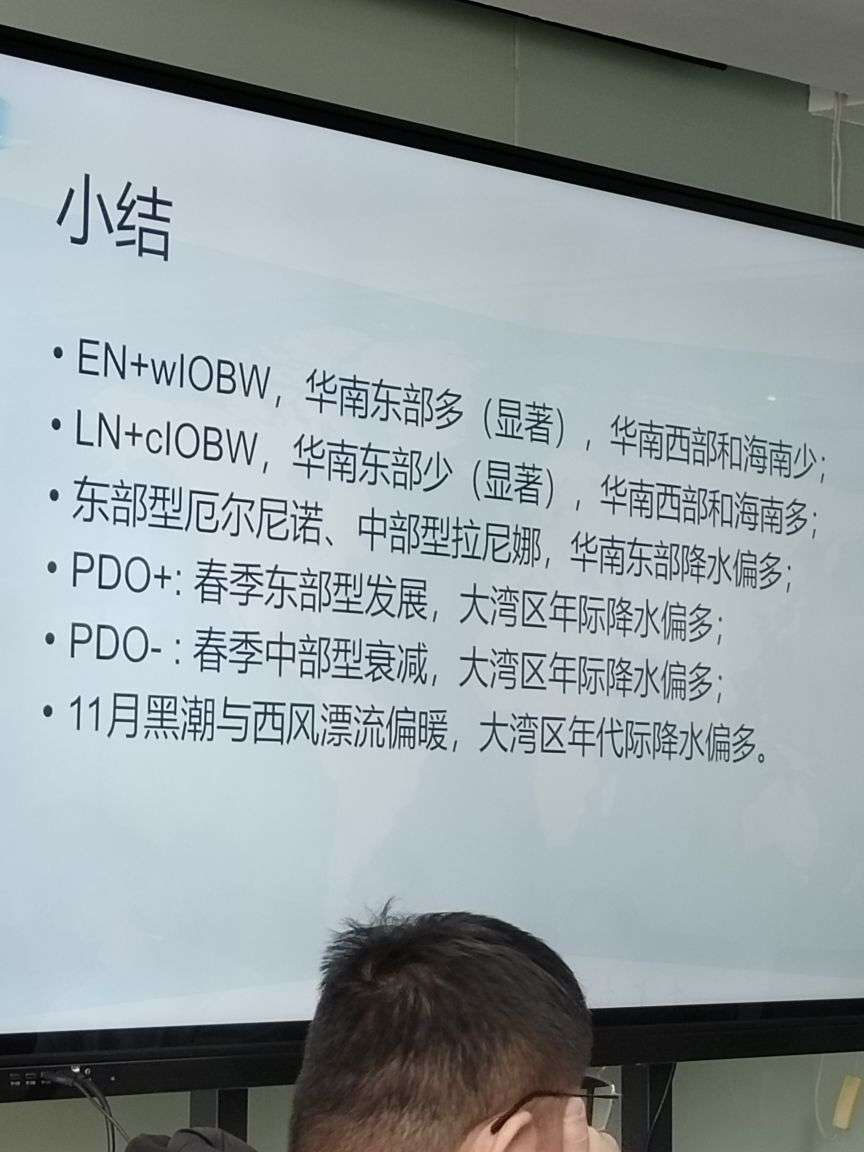 小结
• EN+wIOBW，华南东部多（显著），华南西部和海南少；
• LN+cIOBW，华南东部少（显著），华南西部和海南多；
• 东部型厄尔尼诺、中部型拉尼娜，华南东部降水偏多；
• PDO+: 春季东部型发展，大湾区年际降水偏多；
• PDO- : 春季中部型衰减，大湾区年际降水偏多；
• 11月黑潮与西风漂流偏暖，大湾区年代际降水偏多。